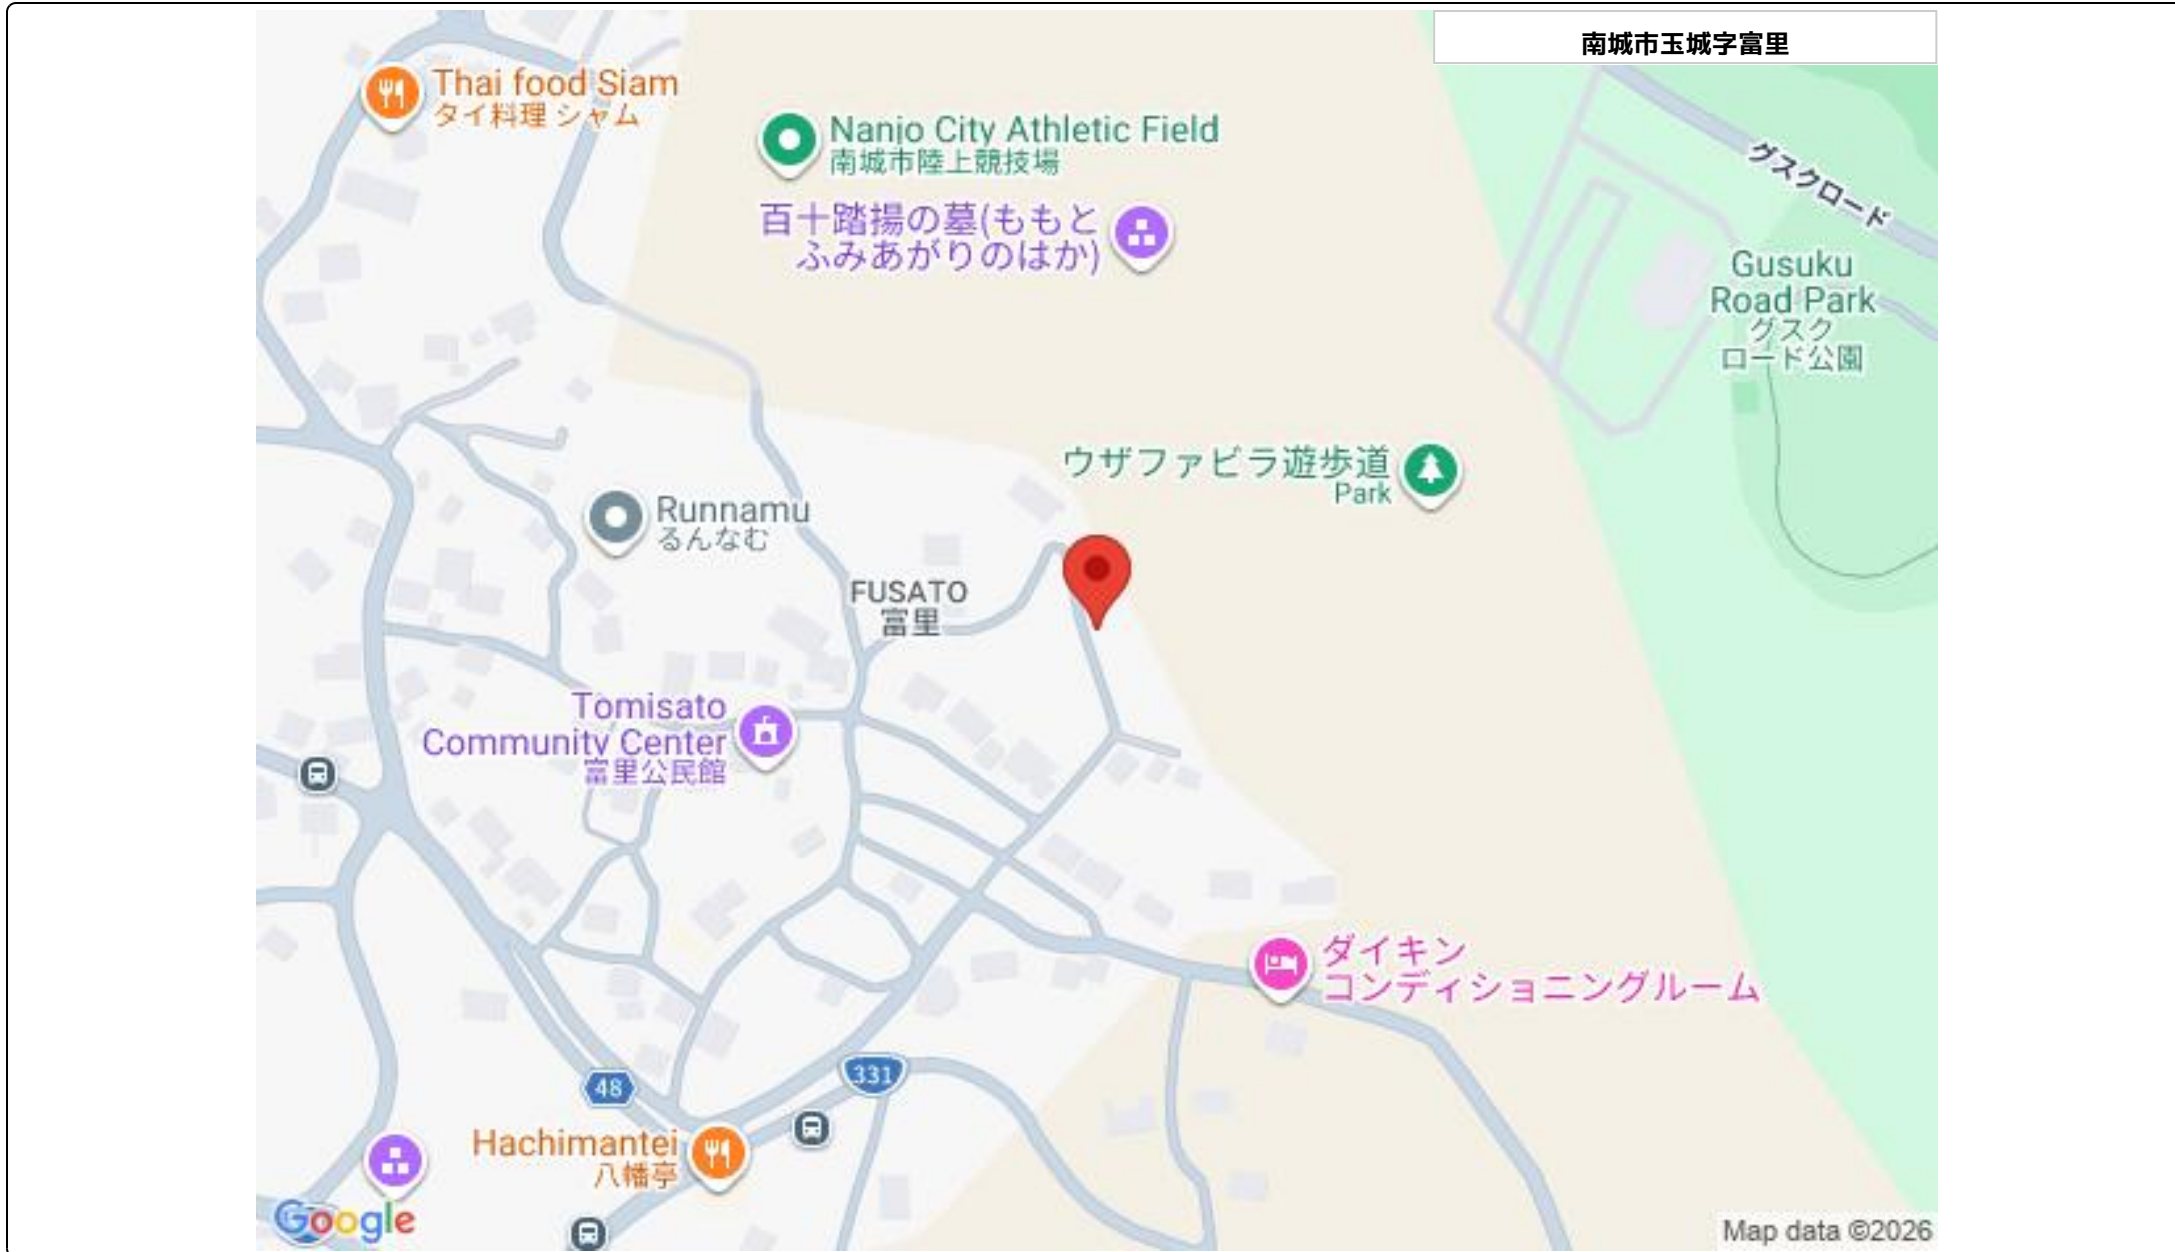 南城市玉城字富里
Thai food Siam
タイ料理 シャム
Nanjo City Athletic Field
南城市陸上競技場
百十踏揚の墓(ももと
ふみあがりのはか)
グスクロード
Gusuku
Road Park
グスク
ロード公園
ウザファビラ遊歩道
Park
Runnamu
るんなむ
FUSATO
富里
Tomisato
Community Center
富里公民館
ダイキン
コンディショニングルーム
48
331
Hachimantei
八幡亭
Google
Map data ©2026